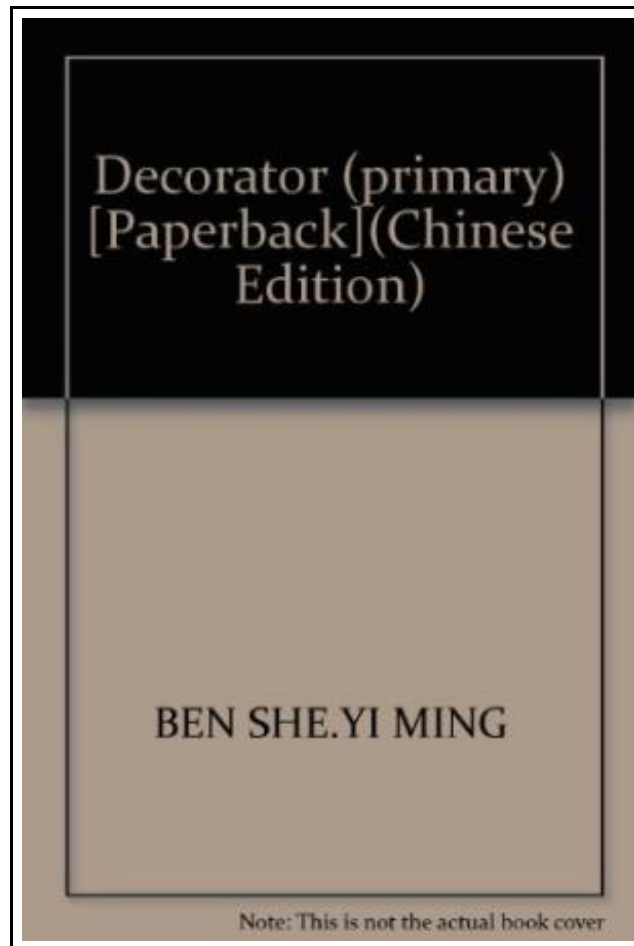 Decorator (primary)
[Paperback](Chinese
Edition)
BEN SHE.YI MING
Note: This is not the actual book cover